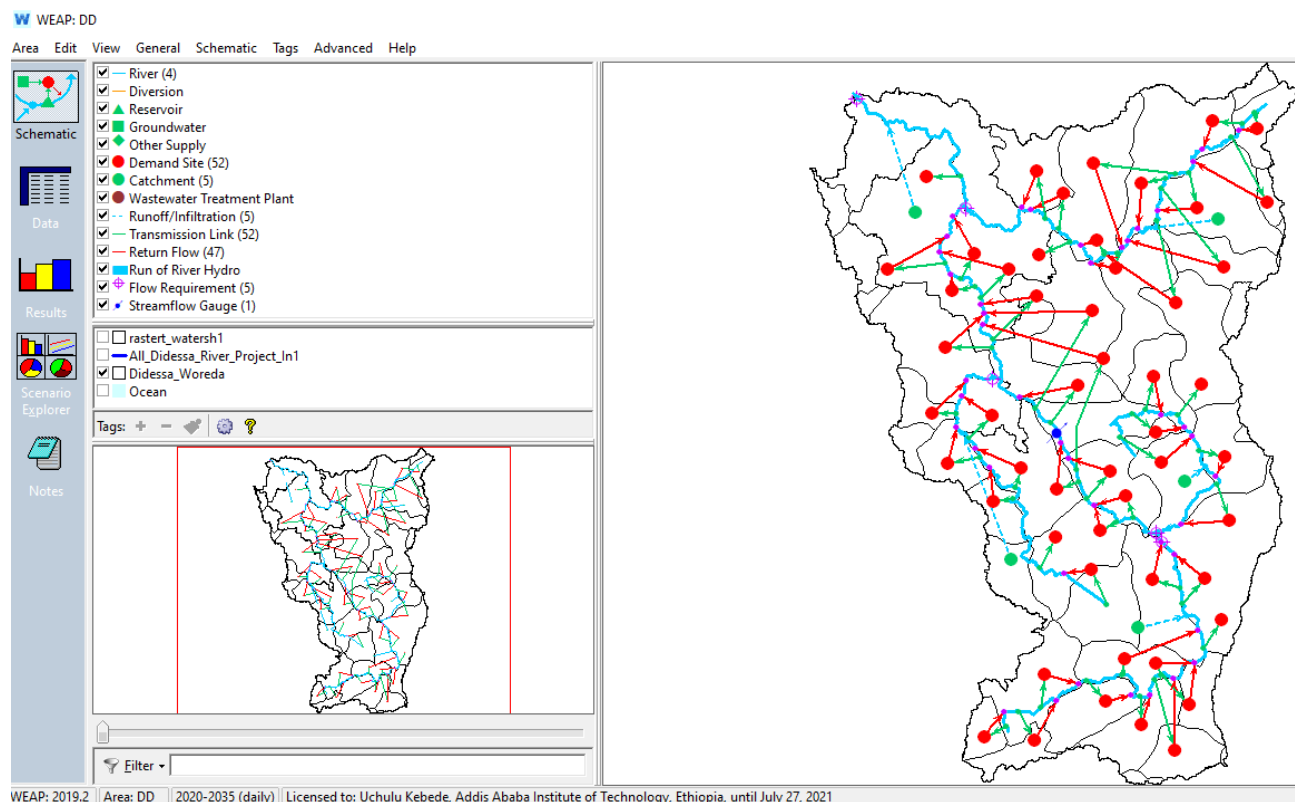 W WEAP: DD
Area Edit View General Schematic Tags Advanced Help
Schematic
Data
Results
Scenario
Explorer
Notes
River (4)
Diversion
Reservoir
Groundwater
Other Supply
Demand Site (52)
Catchment (5)
Wastewater Treatment Plant
Runoff/Infiltration (5)
Transmission Link (52)
Return Flow (47)
Run of River Hydro
Flow Requirement (5)
Streamflow Gauge (1)
rastert_watersh1
All_Didessa_River_Project_In1
Didessa_Woreda
Ocean
Tags: + − ?
Filter
WEAP: 2019.2 Area: DD 2020-2035 (daily) Licensed to: Uchulu Kebede, Addis Ababa Institute of Technology, Ethiopia, until July 27, 2021